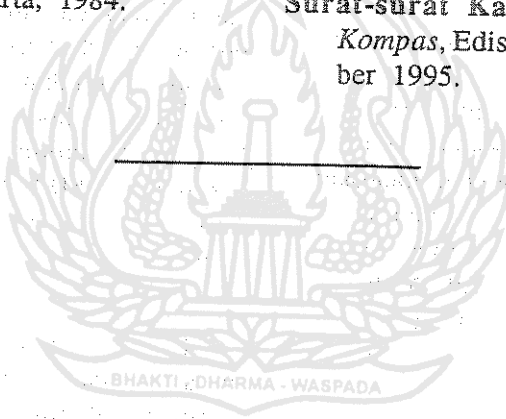 rta, 1984.
Surat-surat Ka
Kompas, Edis
ber 1995.
BHAKTI - DHARMA - WASPADA